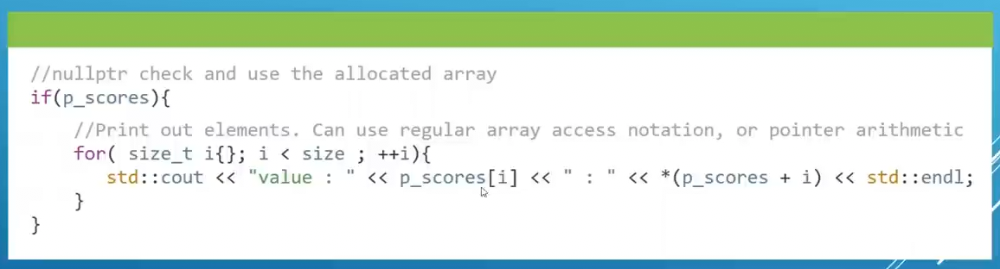 //nullptr check and use the allocated array
if(p_scores){
//Print out elements. Can use regular array access notation, or pointer arithmetic
for( size_t i{}; i < size ; ++i){
std::cout << "value : " << p_scores[i] << " : " << *(p_scores + i) << std::endl;
}
}